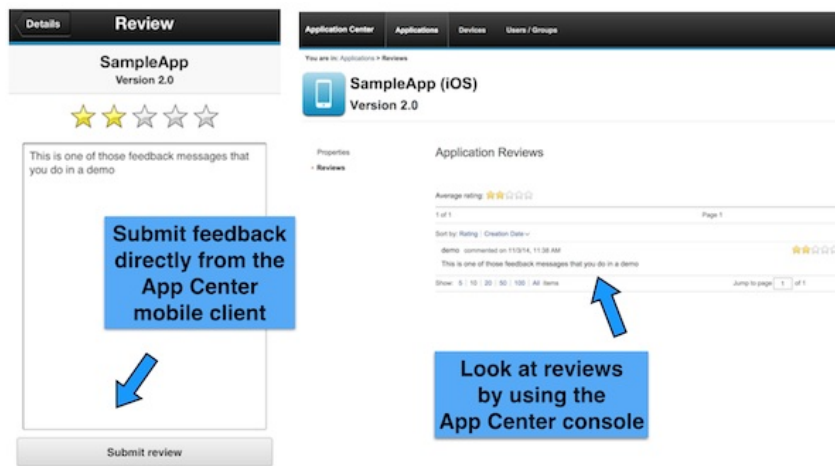 Details
Review
SampleApp
Version 2.0
This is one of those feedback messages that
you do in a demo
Submit feedback
directly from the
App Center
mobile client
Submit review
Application Center Applications Devices Users / Groups
You are in: Applications > Reviews
SampleApp (iOS)
Version 2.0
Properties
Reviews
Application Reviews
Average rating:
1 of 1 Page 1
Sort by: Rating | Creation Date
demo commented on 11/3/14, 11:38 AM
This is one of those feedback messages that you do in a demo
Show: 5 | 10 | 20 | 50 | 100 | All items Jump to page 1 of 1
Look at reviews
by using the
App Center console